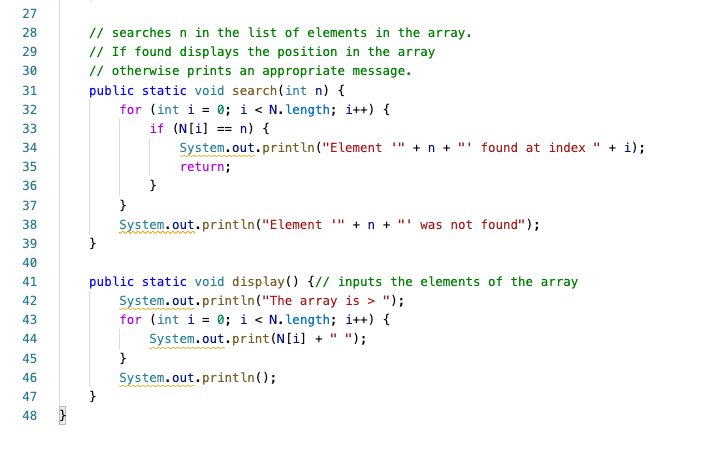 27
28 // searches n in the list of elements in the array.
29 // If found displays the position in the array
30 // otherwise prints an appropriate message.
31 public static void search(int n) {
32 for (int i = 0; i < N.length; i++) {
33 if (N[i] == n) {
34 System.out.println("Element '" + n + "' found at index " + i);
35 return;
36 }
37 }
38 System.out.println("Element '" + n + "' was not found");
39 }
40
41 public static void display() {// inputs the elements of the array
42 System.out.println("The array is > ");
43 for (int i = 0; i < N.length; i++) {
44 System.out.print(N[i] + " ");
45 }
46 System.out.println();
47 }
48 }